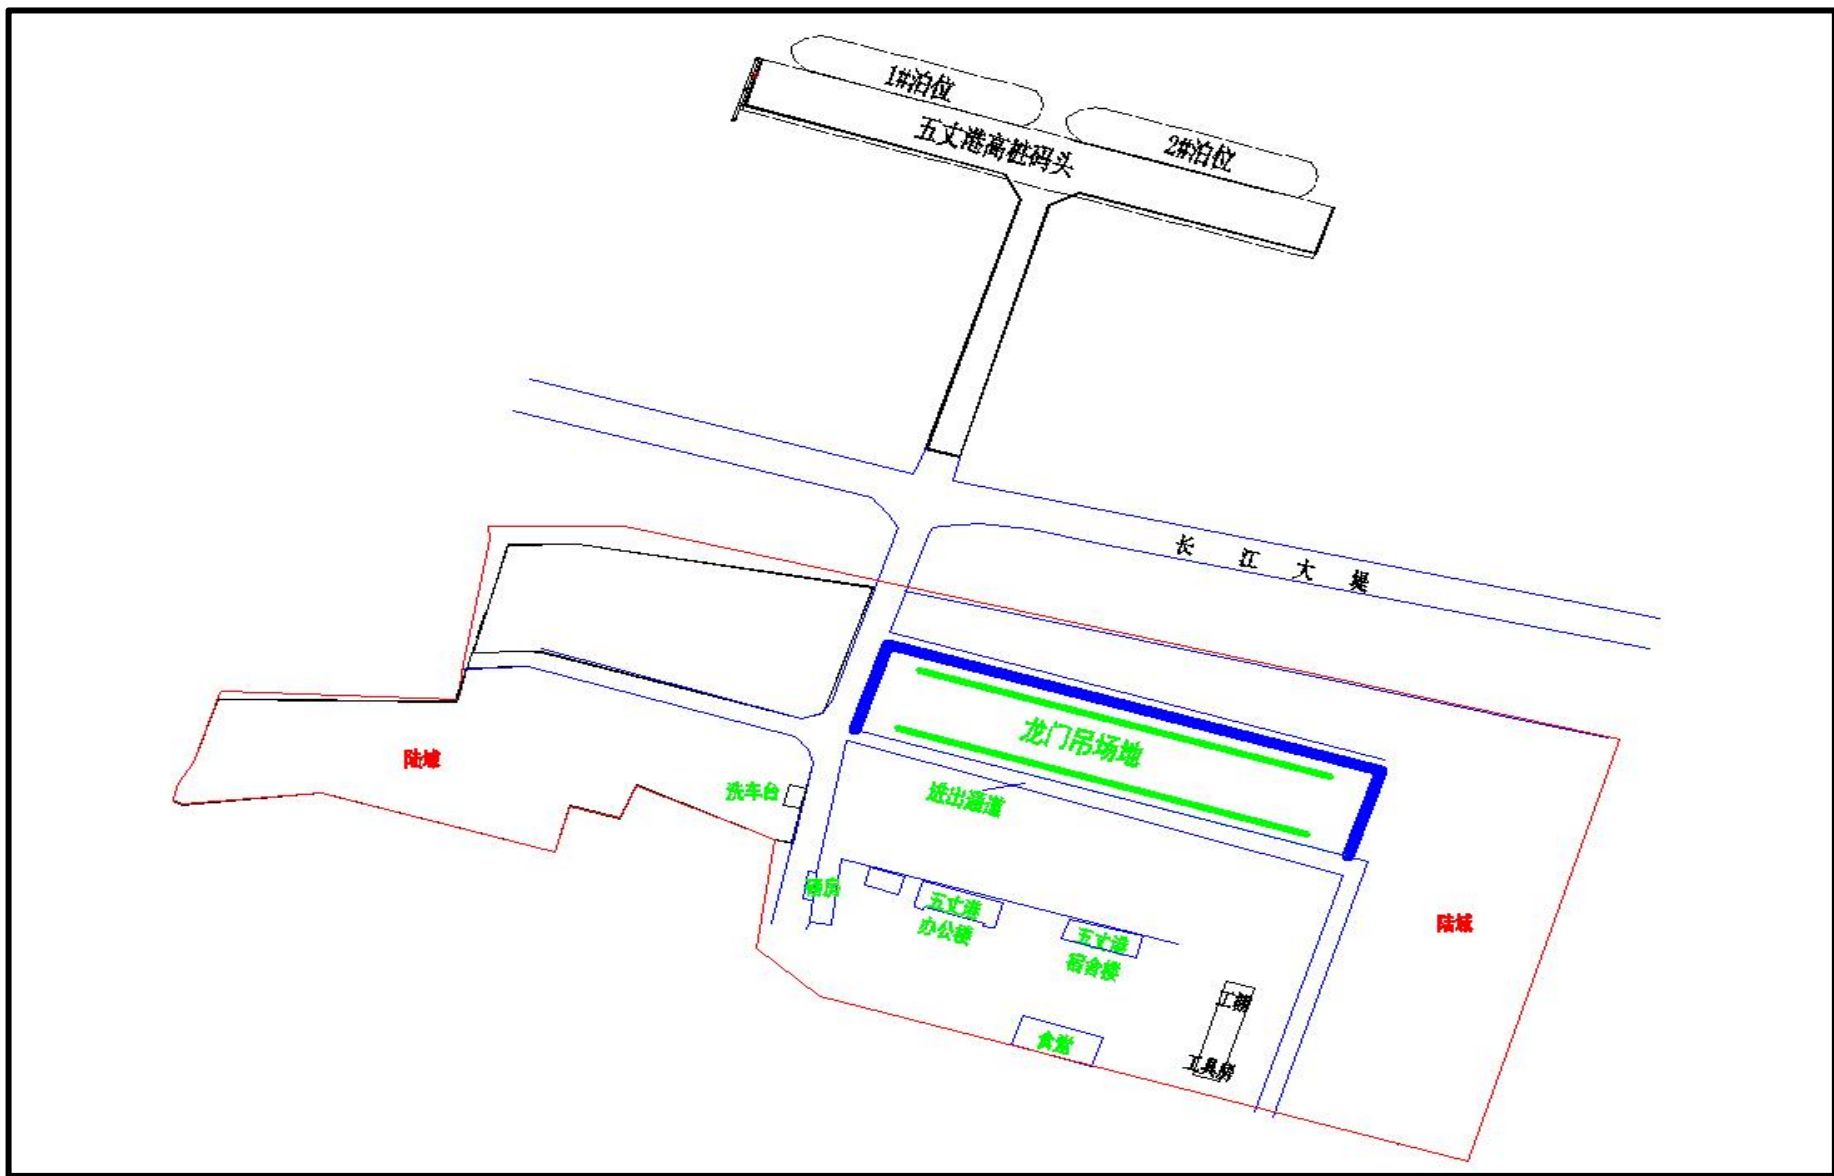 1#泊位
2#泊位
五丈港高桩码头
长江大堤
龙门吊场地
陆域
洗车台
进出通道
五丈港
办公楼
五丈港
宿舍楼
陆域
工棚
食堂
工具房